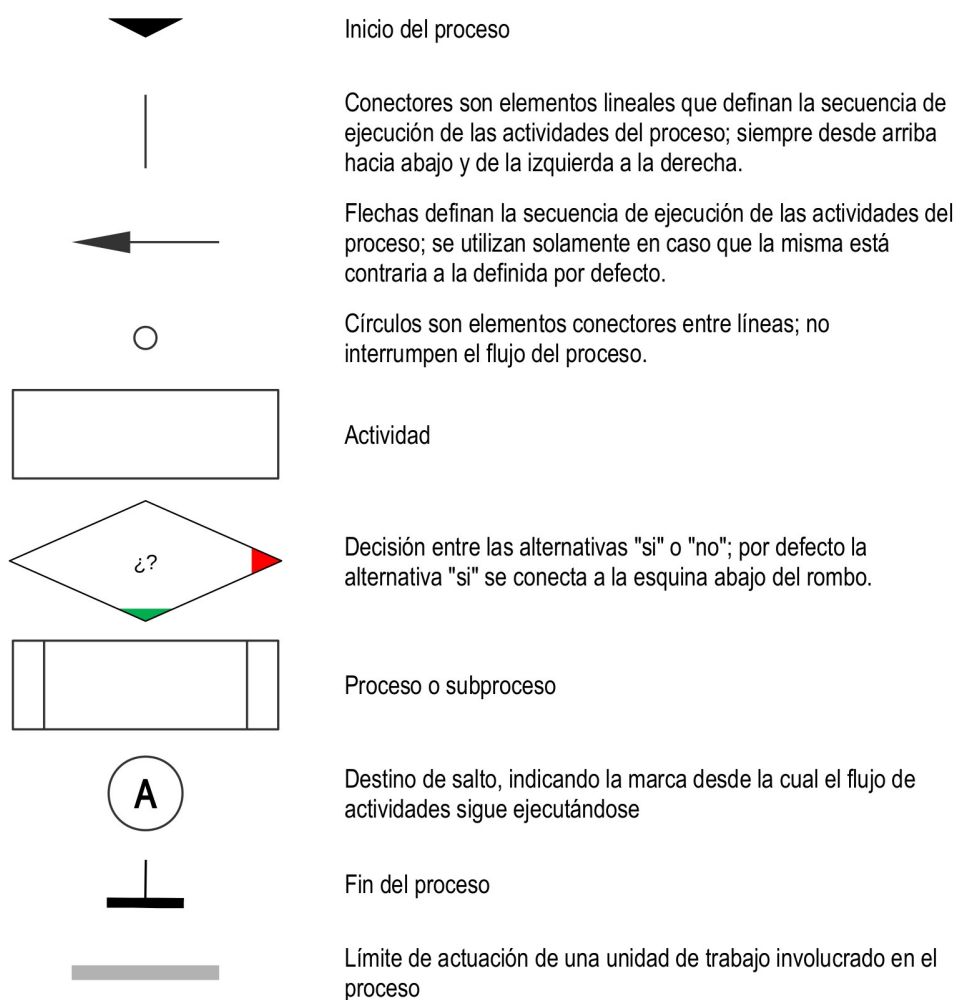 Inicio del proceso
Conectores son elementos lineales que definan la secuencia de
ejecución de las actividades del proceso; siempre desde arriba
hacia abajo y de la izquierda a la derecha.
Flechas definan la secuencia de ejecución de las actividades del
proceso; se utilizan solamente en caso que la misma está
contraria a la definida por defecto.
Círculos son elementos conectores entre líneas; no
interrumpen el flujo del proceso.
Actividad
¿?
Decisión entre las alternativas "si" o "no"; por defecto la
alternativa "si" se conecta a la esquina abajo del rombo.
Proceso o subproceso
A
Destino de salto, indicando la marca desde la cual el flujo de
actividades sigue ejecutándose
Fin del proceso
Límite de actuación de una unidad de trabajo involucrado en el
proceso